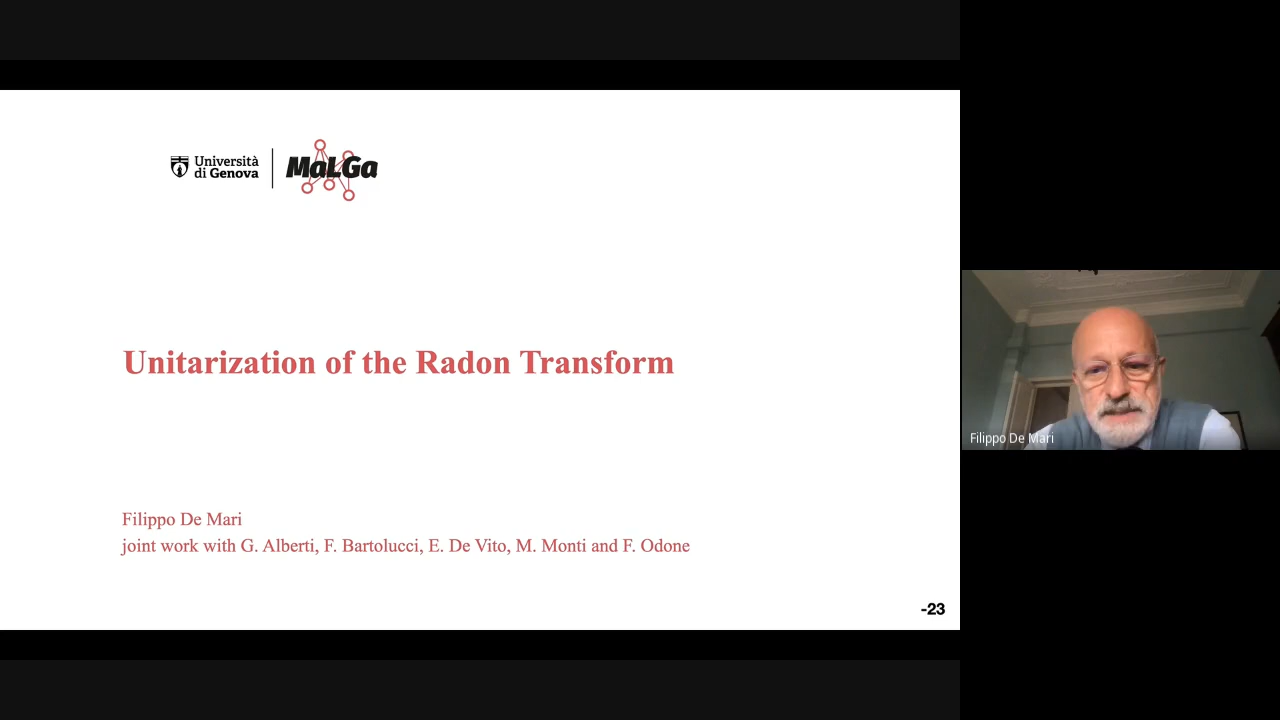 Università
di Genova
MaLGa
Unitarization of the Radon Transform
Filippo De Mari
joint work with G. Alberti, F. Bartolucci, E. De Vito, M. Monti and F. Odone
-23
Filippo De Mari